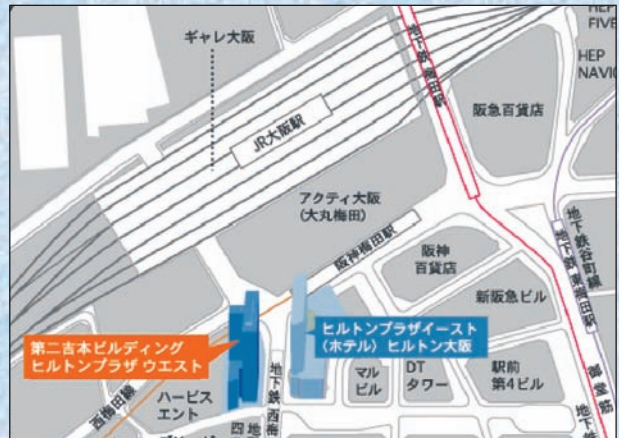 ギャレ大阪
JR大阪駅
アクティ大阪
(大丸梅田)
地下鉄 梅田駅
阪急百貨店
HEP
FIVE
HEP
阪神梅田駅
阪神
百貨店
新阪急ビル
地下鉄谷町線
地下鉄東梅田駅
第二吉本ビルディング
ヒルトンプラザ ウエスト
ヒルトンプラザイースト
(ホテル) ヒルトン大阪
マル
ビル
DT
タワー
駅前
第4ビル
御堂筋
西梅田線
ハービス
エント
地下鉄 西梅